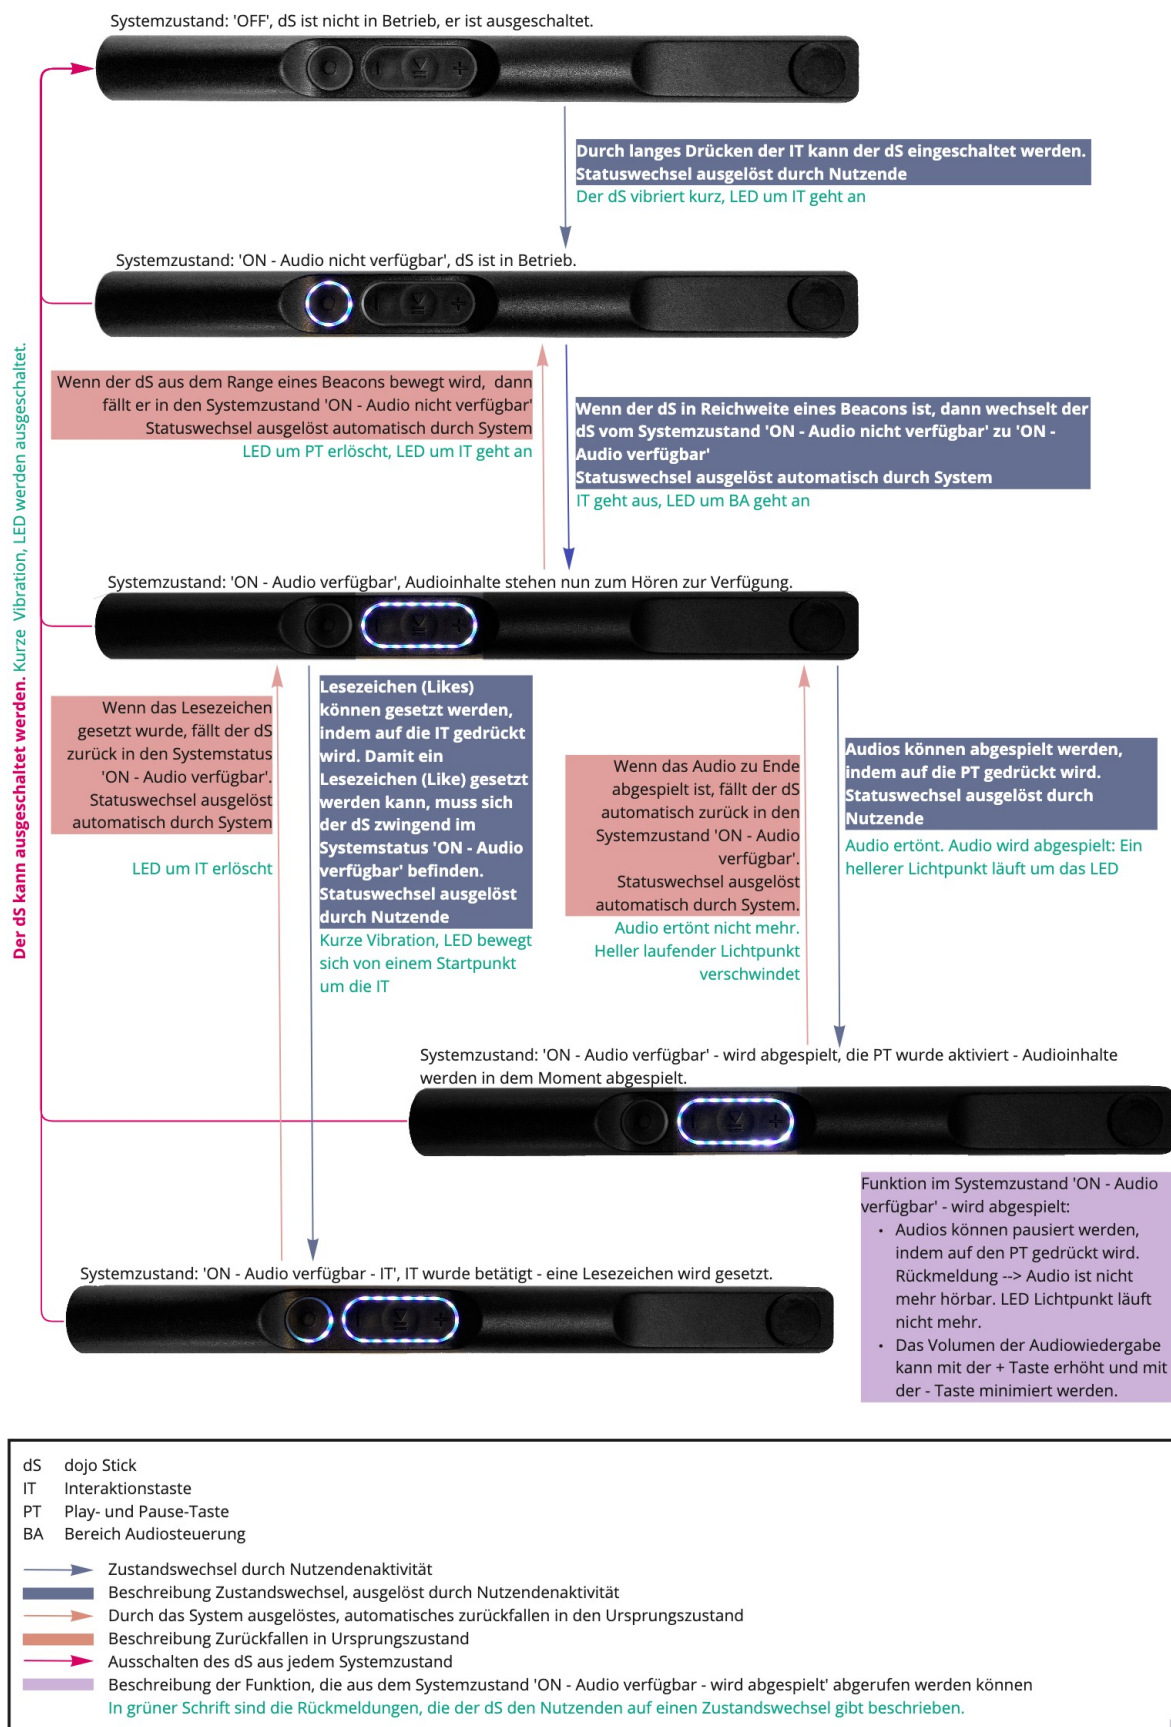 Systemzustand: 'OFF', dS ist nicht in Betrieb, er ist ausgeschaltet.
Durch langes Drücken der IT kann der dS eingeschaltet werden.
Statuswechsel ausgelöst durch Nutzende
Der dS vibriert kurz, LED um IT geht an
Systemzustand: 'ON - Audio nicht verfügbar', dS ist in Betrieb.
Der dS kann ausgeschaltet werden. Kurze Vibration, LED werden ausgeschaltet.
Wenn der dS aus dem Range eines Beacons bewegt wird, dann
fällt er in den Systemzustand 'ON - Audio nicht verfügbar'
Statuswechsel ausgelöst automatisch durch System
LED um PT erlöscht, LED um IT geht an
Wenn der dS in Reichweite eines Beacons ist, dann wechselt der
dS vom Systemzustand 'ON - Audio nicht verfügbar' zu 'ON -
Audio verfügbar'
Statuswechsel ausgelöst automatisch durch System
IT geht aus, LED um BA geht an
Systemzustand: 'ON - Audio verfügbar', Audioinhalte stehen nun zum Hören zur Verfügung.
Wenn das Lesezeichen
gesetzt wurde, fällt der dS
zurück in den Systemstatus
'ON - Audio verfügbar'.
Statuswechsel ausgelöst
automatisch durch System
LED um IT erlöscht
Lesezeichen (Likes)
können gesetzt werden,
indem auf die IT gedrückt
wird. Damit ein
Lesezeichen (Like) gesetzt
werden kann, muss sich
der dS zwingend im
Systemstatus 'ON - Audio
verfügbar' befinden.
Statuswechsel ausgelöst
durch Nutzende
Kurze Vibration, LED bewegt
sich von einem Startpunkt
um die IT
Wenn das Audio zu Ende
abgespielt ist, fällt der dS
automatisch zurück in den
Systemzustand 'ON - Audio
verfügbar'.
Statuswechsel ausgelöst
automatisch durch System.
Audio ertönt nicht mehr.
Heller laufender Lichtpunkt
verschwindet
Audios können abgespielt werden,
indem auf die PT gedrückt wird.
Statuswechsel ausgelöst durch
Nutzende
Audio ertönt. Audio wird abgespielt: Ein
hellerer Lichtpunkt läuft um das LED
Systemzustand: 'ON - Audio verfügbar' - wird abgespielt, die PT wurde aktiviert - Audioinhalte
werden in dem Moment abgespielt.
Funktion im Systemzustand 'ON - Audio
verfügbar' - wird abgespielt:
• Audios können pausiert werden,
indem auf den PT gedrückt wird.
Rückmeldung --> Audio ist nicht
mehr hörbar. LED Lichtpunkt läuft
nicht mehr.
• Das Volumen der Audiowiedergabe
kann mit der + Taste erhöht und mit
der - Taste minimiert werden.
Systemzustand: 'ON - Audio verfügbar - IT', IT wurde betätigt - eine Lesezeichen wird gesetzt.
dS dojo Stick
IT Interaktionstaste
PT Play- und Pause-Taste
BA Bereich Audiosteuerung
Zustandswechsel durch Nutzendenaktivität
Beschreibung Zustandswechsel, ausgelöst durch Nutzendenaktivität
Durch das System ausgelöstes, automatisches zurückfallen in den Ursprungszustand
Beschreibung Zurückfallen in Ursprungszustand
Ausschalten des dS aus jedem Systemzustand
Beschreibung der Funktion, die aus dem Systemzustand 'ON - Audio verfügbar - wird abgespielt' abgerufen werden können
In grüner Schrift sind die Rückmeldungen, die der dS den Nutzenden auf einen Zustandswechsel gibt beschrieben.